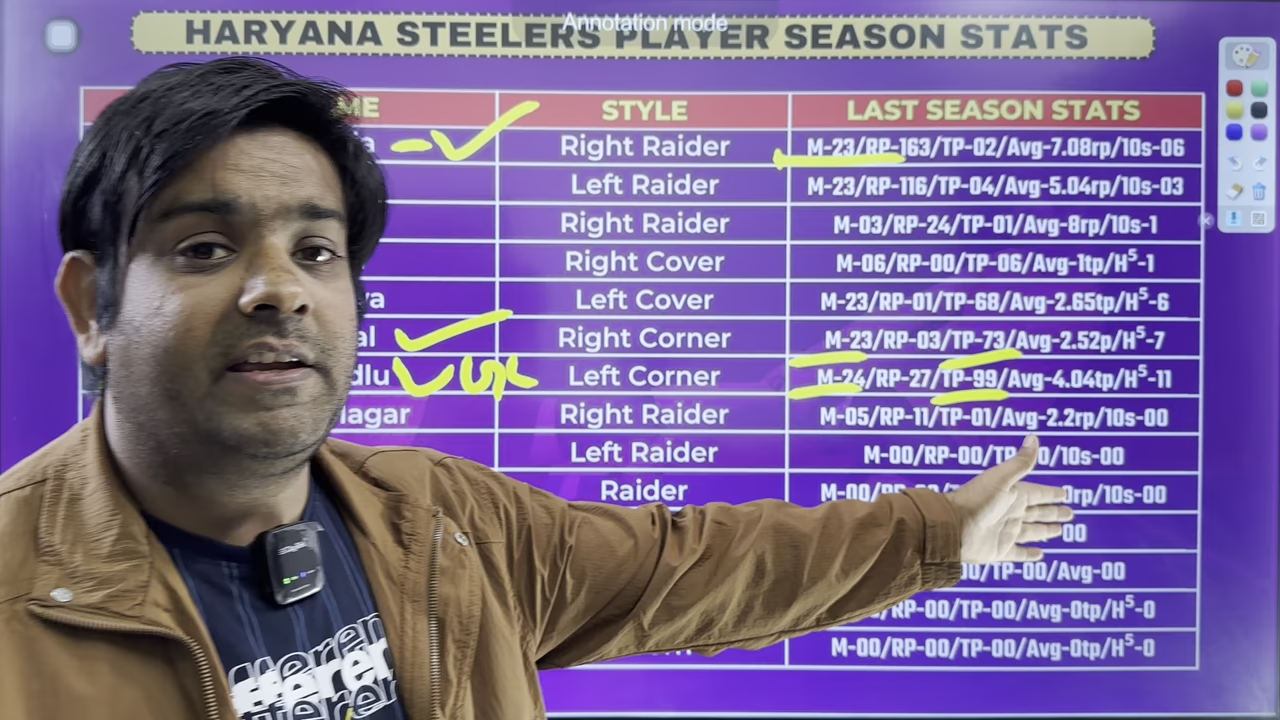 Annotation mode
HARYANA STEELERS PLAYER SEASON STATS
ME STYLE LAST SEASON STATS
a Right Raider M-23/RP-163/TP-02/Avg-7.08rp/10s-06
Left Raider M-23/RP-116/TP-04/Avg-5.04rp/10s-03
Right Raider M-03/RP-24/TP-01/Avg-8rp/10s-1
Right Cover M-06/RP-00/TP-06/Avg-1tp/H⁵-1
va Left Cover M-23/RP-01/TP-68/Avg-2.65tp/H⁵-6
al Right Corner M-23/RP-03/TP-73/Avg-2.52p/H⁵-7
dlu Left Corner M-24/RP-27/TP-99/Avg-4.04tp/H⁵-11
Nagar Right Raider M-05/RP-11/TP-01/Avg-2.2rp/10s-00
Left Raider M-00/RP-00/TP 0/10s-00
Raider M-00/ 0rp/10s-00
00
00/TP-00/Avg-00
/RP-00/TP-00/Avg-0tp/H⁵-0
M-00/RP-00/TP-00/Avg-0tp/H⁵-0
fferen
fferen
fferen